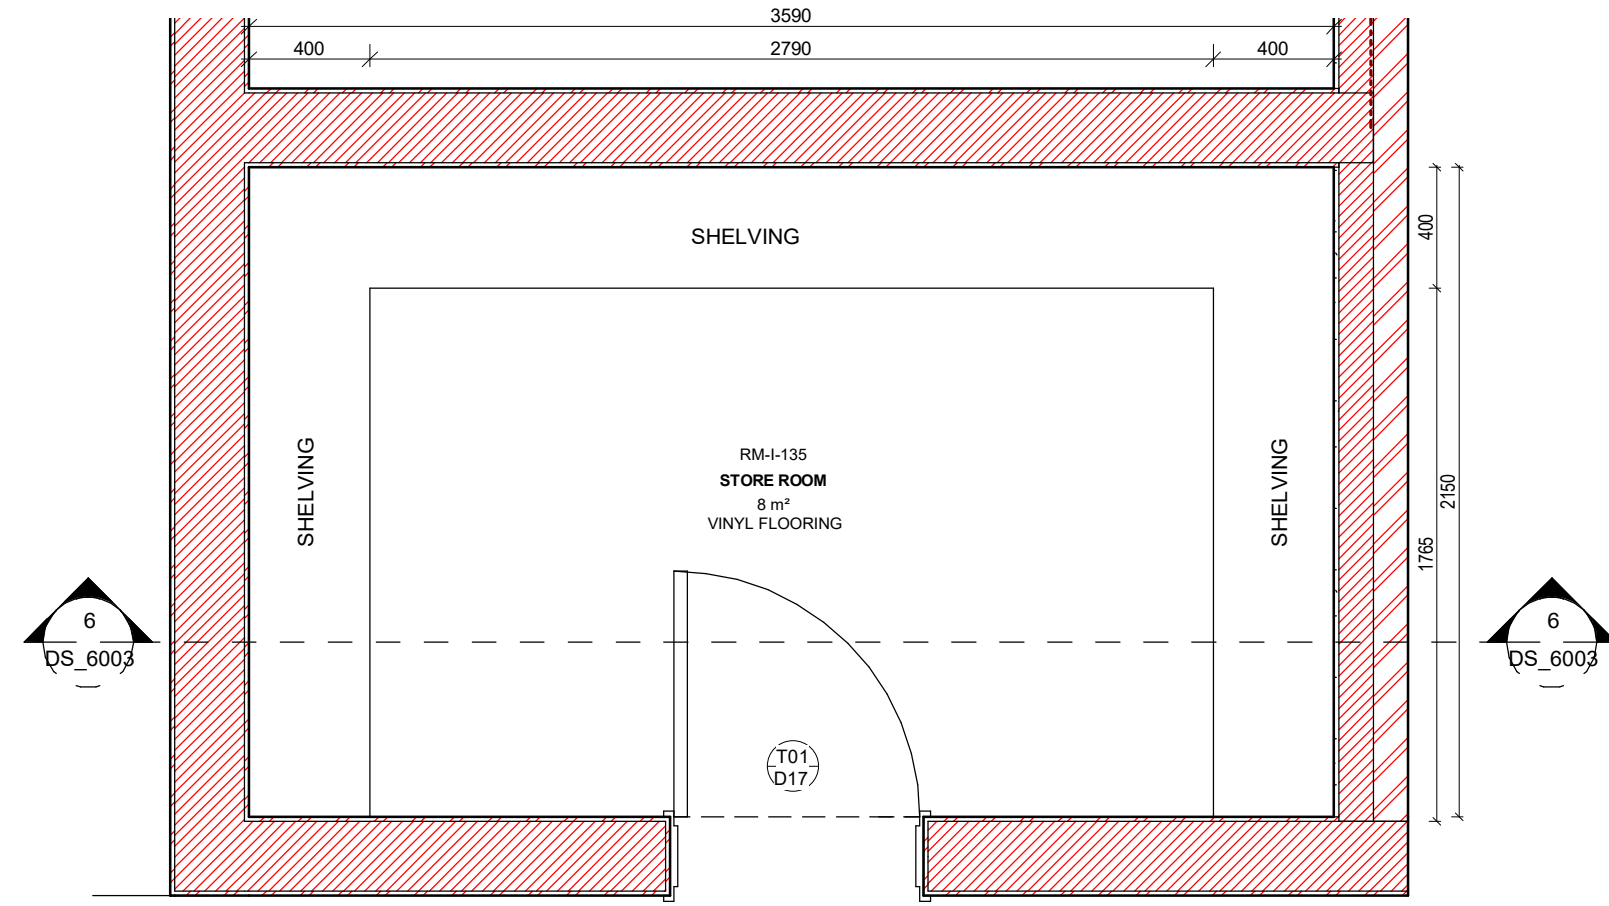 3590
400
2790
400
SHELVING
400
SHELVING
RM-I-135
STORE ROOM
8 m²
VINYL FLOORING
SHELVING
2150
1765
6
DS_6003
6
DS_6003
T01
D17